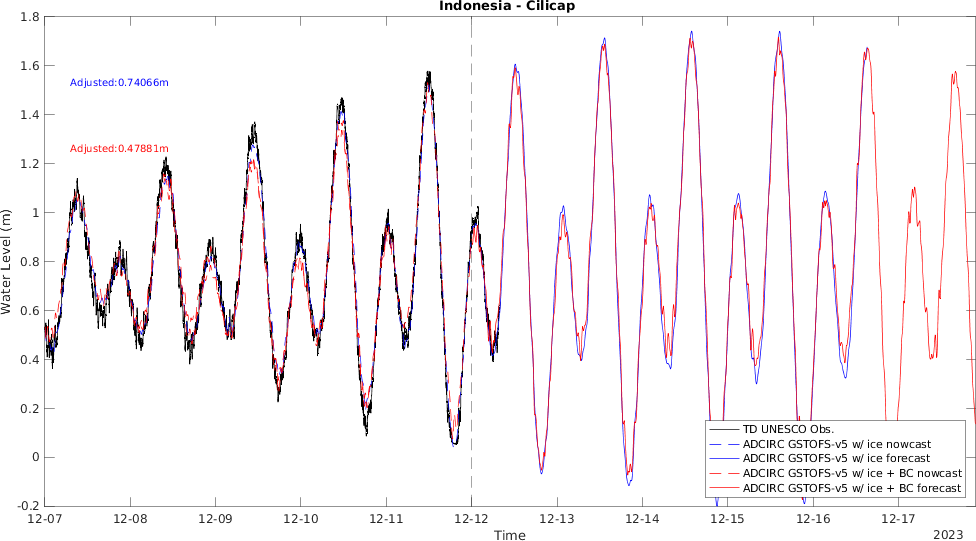 Indonesia - Cilicap
1.8
1.6
1.4
1.2
1
0.8
0.6
0.4
0.2
0
-0.2
Water Level (m)
Adjusted:0.74066m
Adjusted:0.47881m
TD UNESCO Obs.
ADCIRC GSTOFS-v5 w/ ice nowcast
ADCIRC GSTOFS-v5 w/ ice forecast
ADCIRC GSTOFS-v5 w/ ice + BC nowcast
ADCIRC GSTOFS-v5 w/ ice + BC forecast
12-07 12-08 12-09 12-10 12-11 12-12 12-13 12-14 12-15 12-16 12-17
Time
2023